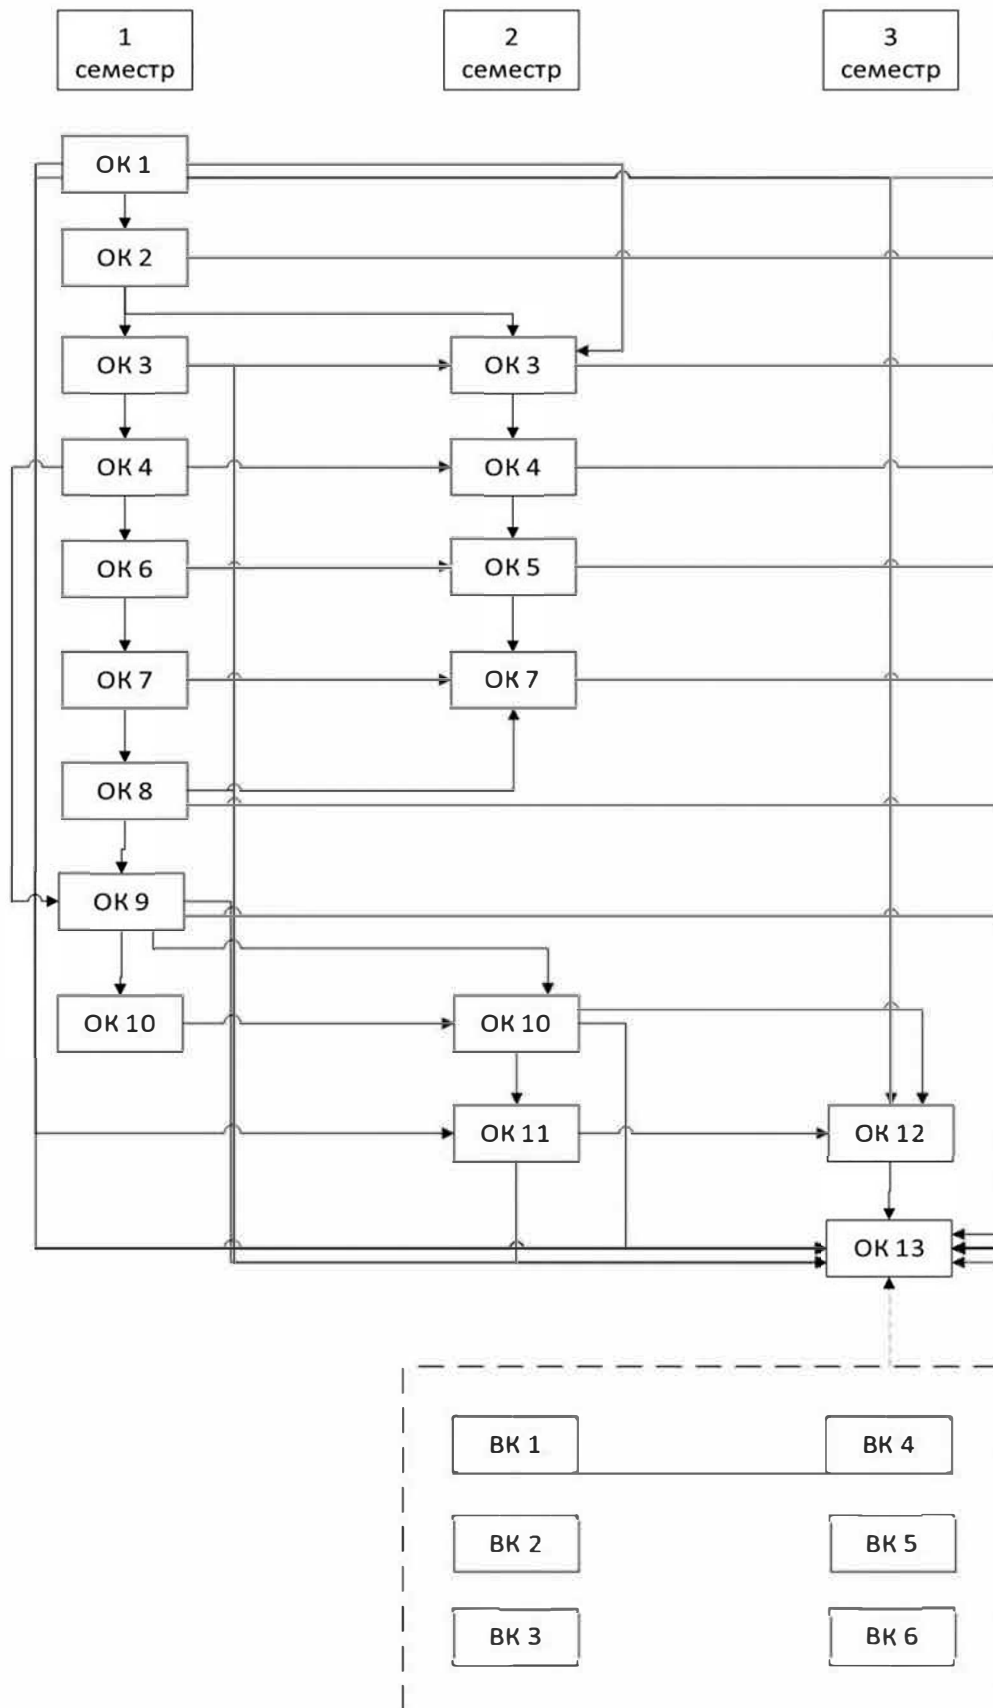 1
семестр
2
семестр
3
семестр
ОК 1
ОК 2
ОК 3
ОК 3
ОК 4
ОК 4
ОК 6
ОК 5
ОК 7
ОК 7
ОК 8
ОК 9
ОК 10
ОК 10
ОК 11
ОК 12
ОК 13
ВК 1
ВК 4
ВК 2
ВК 5
ВК 3
ВК 6